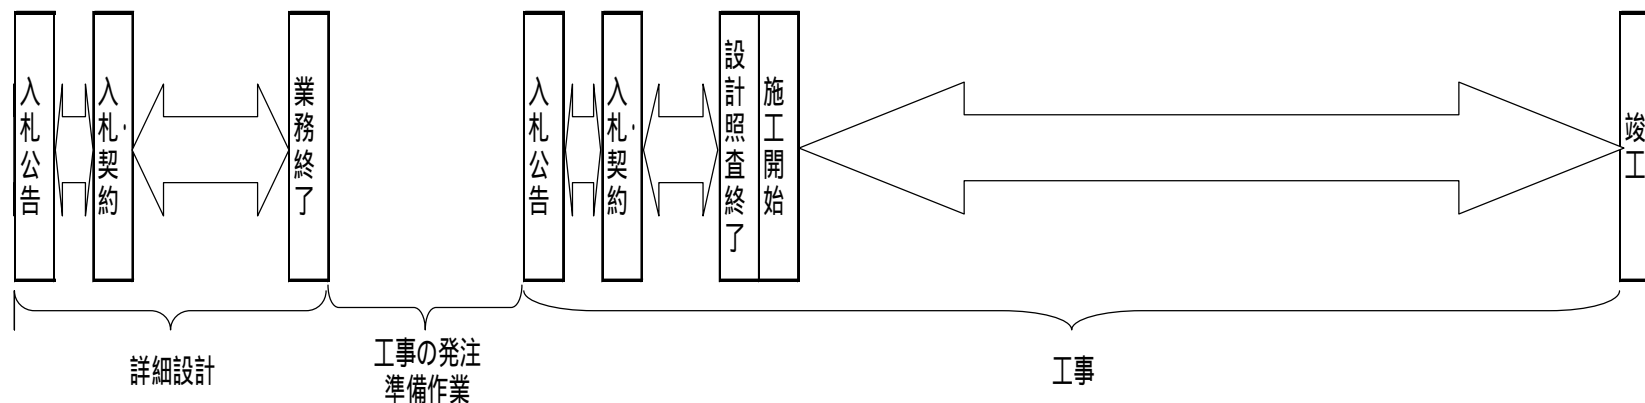 入札公告
入札・契約
業務終了
入札公告
入札・契約
設計照査終了
施工開始
竣工
詳細設計
工事の発注
準備作業
工事